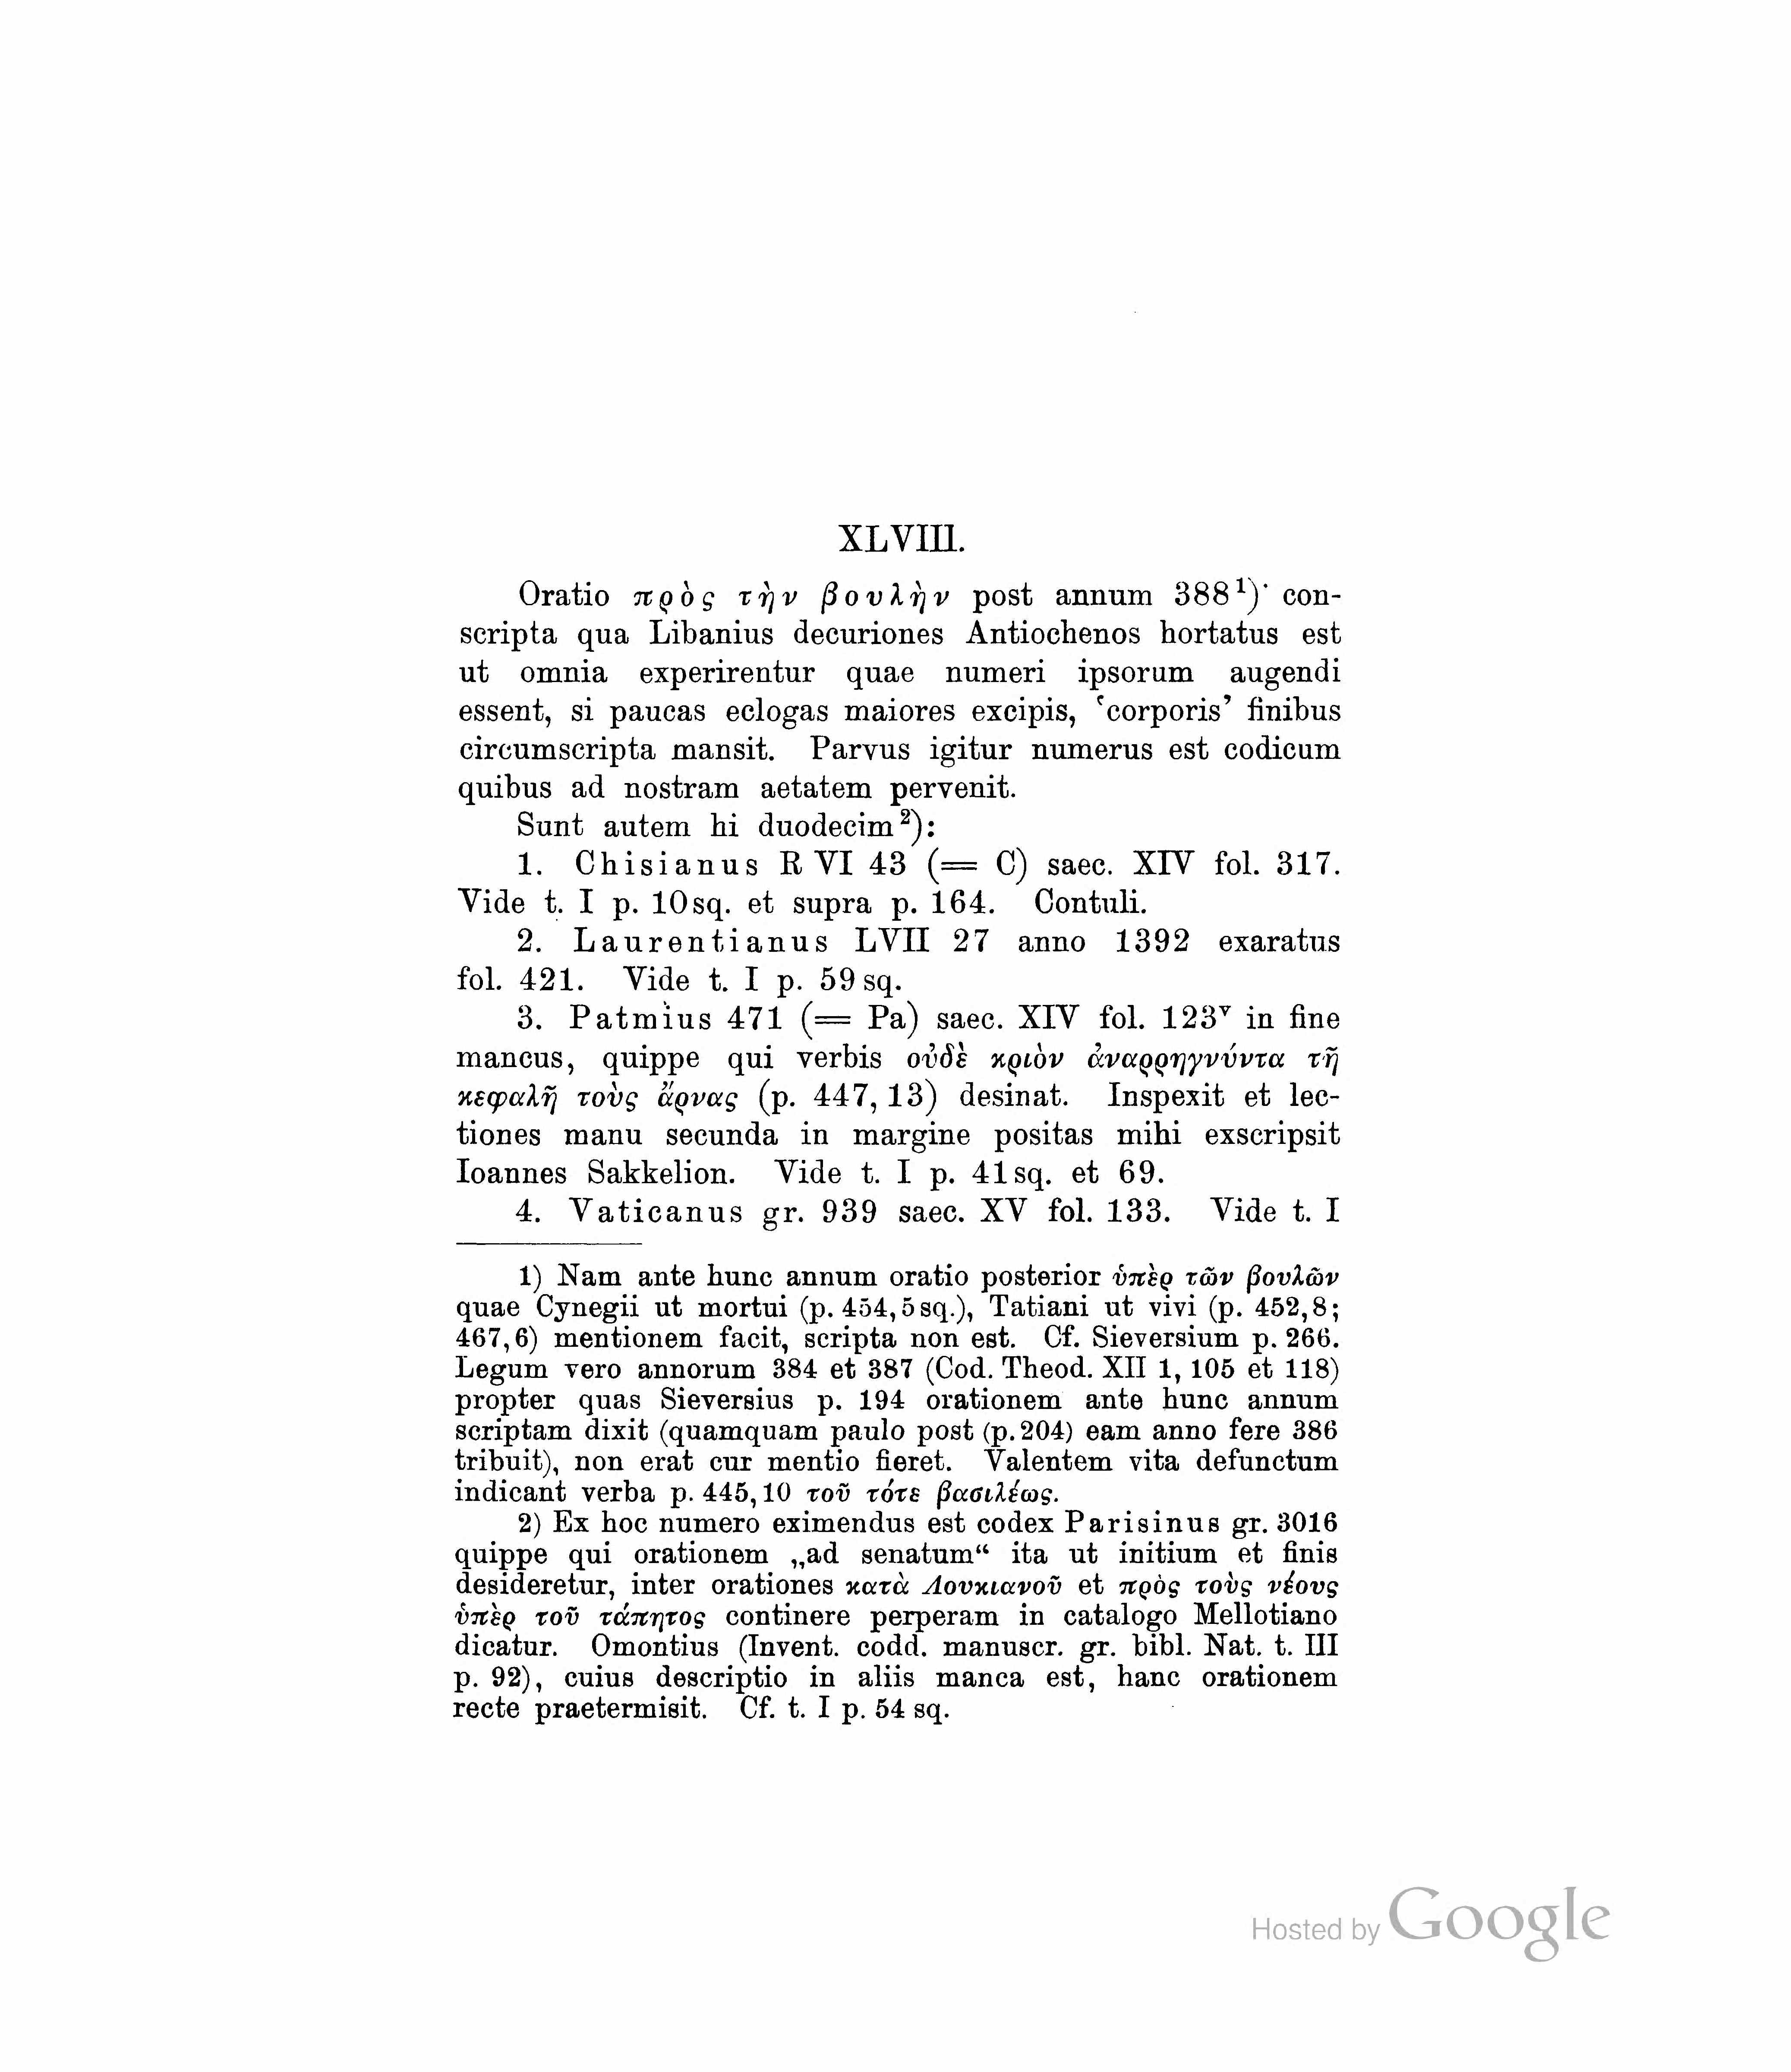 XLVIII.
Oratio πρὸς τὴν βουλὴν post annum 388¹)· con-
scripta qua Libanius decuriones Antiochenos hortatus est
ut omnia experirentur quae numeri ipsorum augendi
essent, si paucas eclogas maiores excipis, ‘corporis’ finibus
circumscripta mansit. Parvus igitur numerus est codicum
quibus ad nostram aetatem pervenit.
Sunt autem hi duodecim²):
1. Chisianus R VI 43 (= C) saec. XIV fol. 317.
Vide t. I p. 10sq. et supra p. 164. Contuli.
2. Laurentianus LVII 27 anno 1392 exaratus
fol. 421. Vide t. I p. 59 sq.
3. Patmius 471 (= Pa) saec. XIV fol. 123ᵛ in fine
mancus, quippe qui verbis οὐδὲ κριὸν ἀναρρηγνύντα τῇ
κεφαλῇ τοὺς ἄρνας (p. 447, 13) desinat. Inspexit et lec-
tiones manu secunda in margine positas mihi exscripsit
Ioannes Sakkelion. Vide t. I p. 41sq. et 69.
4. Vaticanus gr. 939 saec. XV fol. 133. Vide t. I
1) Nam ante hunc annum oratio posterior ὑπὲρ τῶν βουλῶν
quae Cynegii ut mortui (p. 454,5sq.), Tatiani ut vivi (p. 452,8;
467,6) mentionem facit, scripta non est. Cf. Sieversium p. 266.
Legum vero annorum 384 et 387 (Cod. Theod. XII 1, 105 et 118)
propter quas Sieversius p. 194 orationem ante hunc annum
scriptam dixit (quamquam paulo post (p. 204) eam anno fere 386
tribuit), non erat cur mentio fieret. Valentem vita defunctum
indicant verba p. 445,10 τοῦ τότε βασιλέως.
2) Ex hoc numero eximendus est codex Parisinus gr. 3016
quippe qui orationem „ad senatum“ ita ut initium et finis
desideretur, inter orationes κατὰ Λουκιανοῦ et πρὸς τοὺς νέους
ὑπὲρ τοῦ τάπητος continere perperam in catalogo Mellotiano
dicatur. Omontius (Invent. codd. manuscr. gr. bibl. Nat. t. III
p. 92), cuius descriptio in aliis manca est, hanc orationem
recte praetermisit. Cf. t. I p. 54 sq.
Hosted by Google